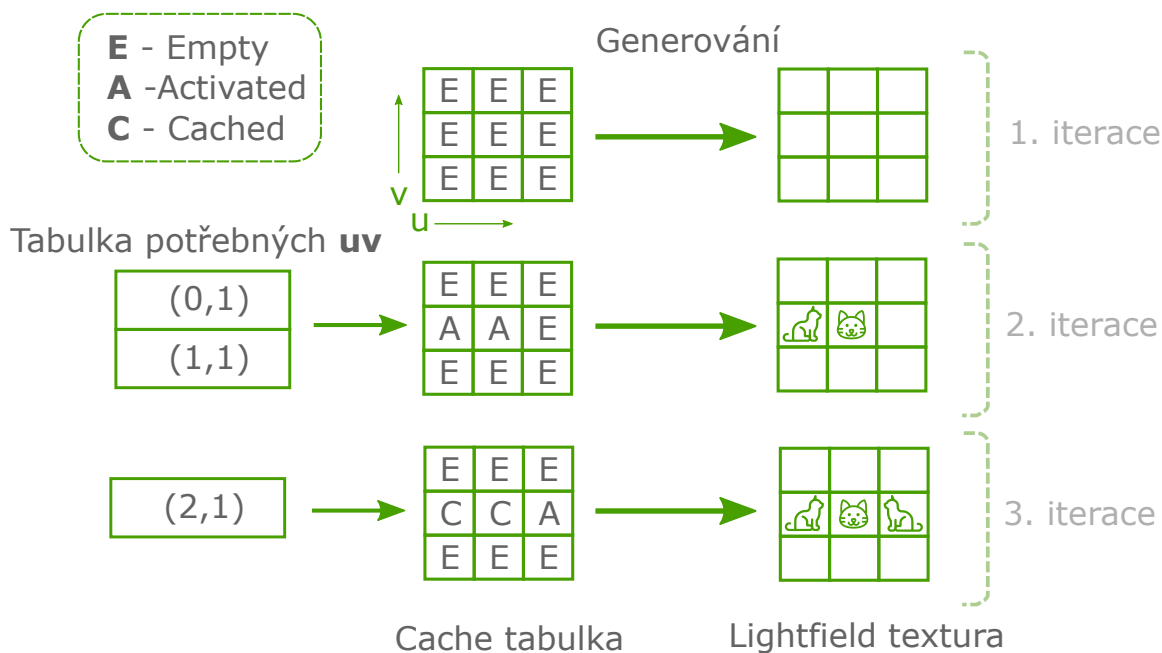 E - Empty
A -Activated
C - Cached
Generování
E E E
E E E
E E E
v
u
1. iterace
Tabulka potřebných uv
(0,1)
(1,1)
E E E
A A E
E E E
2. iterace
(2,1)
E E E
C C A
E E E
3. iterace
Cache tabulka
Lightfield textura